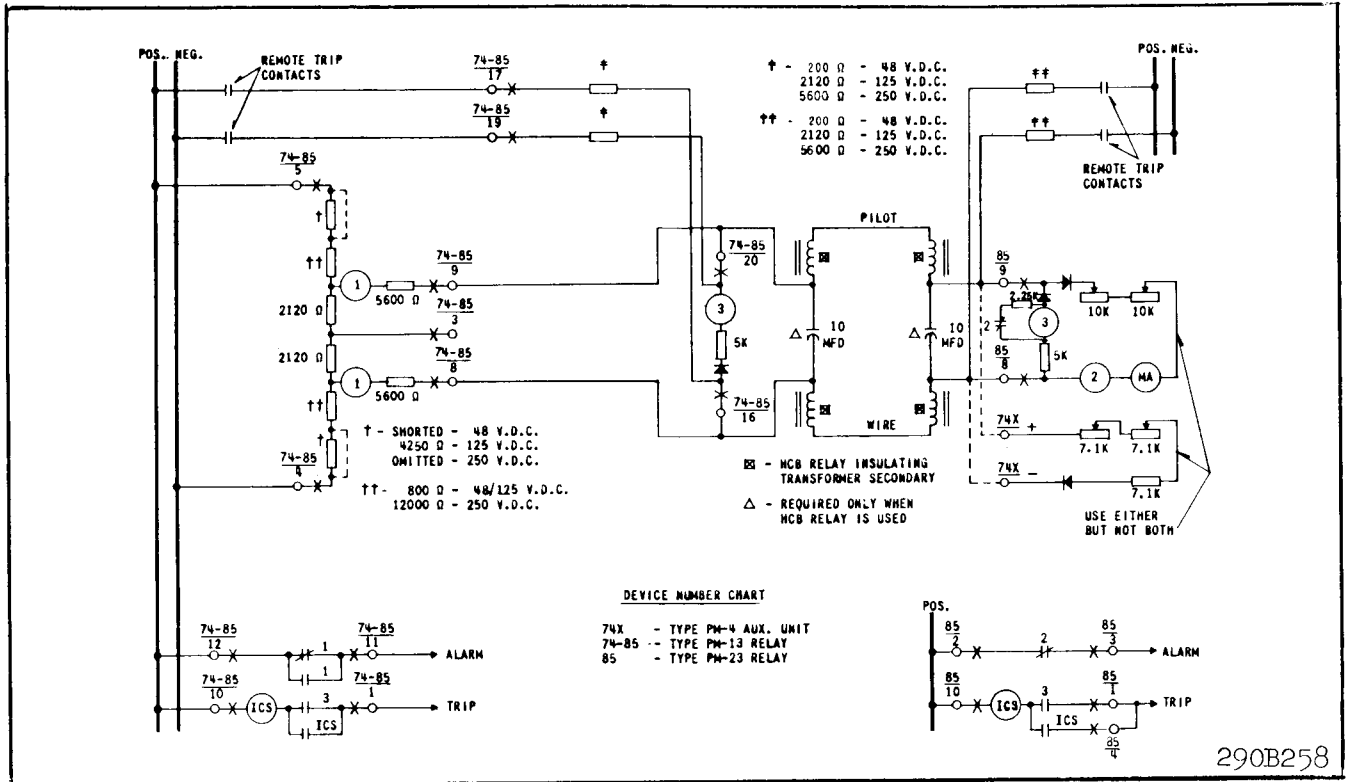 POS. NEG.
REMOTE TRIP
CONTACTS
74-85
17
*
74-85
19
*
* - 200 Ω - 48 V.D.C.
2120 Ω - 125 V.D.C.
5600 Ω - 250 V.D.C.
** - 200 Ω - 48 V.D.C.
2120 Ω - 125 V.D.C.
5600 Ω - 250 V.D.C.
**
**
POS. NEG.
REMOTE TRIP
CONTACTS
74-85
5
†
††
1
5600 Ω
74-85
9
2120 Ω
74-85
3
2120 Ω
74-85
8
1
5600 Ω
††
†
74-85
4
† - SHORTED - 48 V.D.C.
4250 Ω - 125 V.D.C.
OMITTED - 250 V.D.C.
†† - 800 Ω - 48/125 V.D.C.
12000 Ω - 250 V.D.C.
74-85
20
3
5K
74-85
16
PILOT
10
MFD
△
△
10
MFD
WIRE
⊠ - HCB RELAY INSULATING
TRANSFORMER SECONDARY
△ - REQUIRED ONLY WHEN
HCB RELAY IS USED
85
9
2.25K
10K
10K
2
3
5K
85
8
2
MA
74X +
7.1K
7.1K
74X -
7.1K
USE EITHER
BUT NOT BOTH
DEVICE NUMBER CHART
74X - TYPE PM-4 AUX. UNIT
74-85 - TYPE PM-13 RELAY
85 - TYPE PM-23 RELAY
74-85
12
1
1
74-85
11
ALARM
74-85
10
ICS
3
ICS
74-85
1
TRIP
POS.
85
2
2
85
3
ALARM
85
10
ICS
3
ICS
85
1
85
4
TRIP
290B258